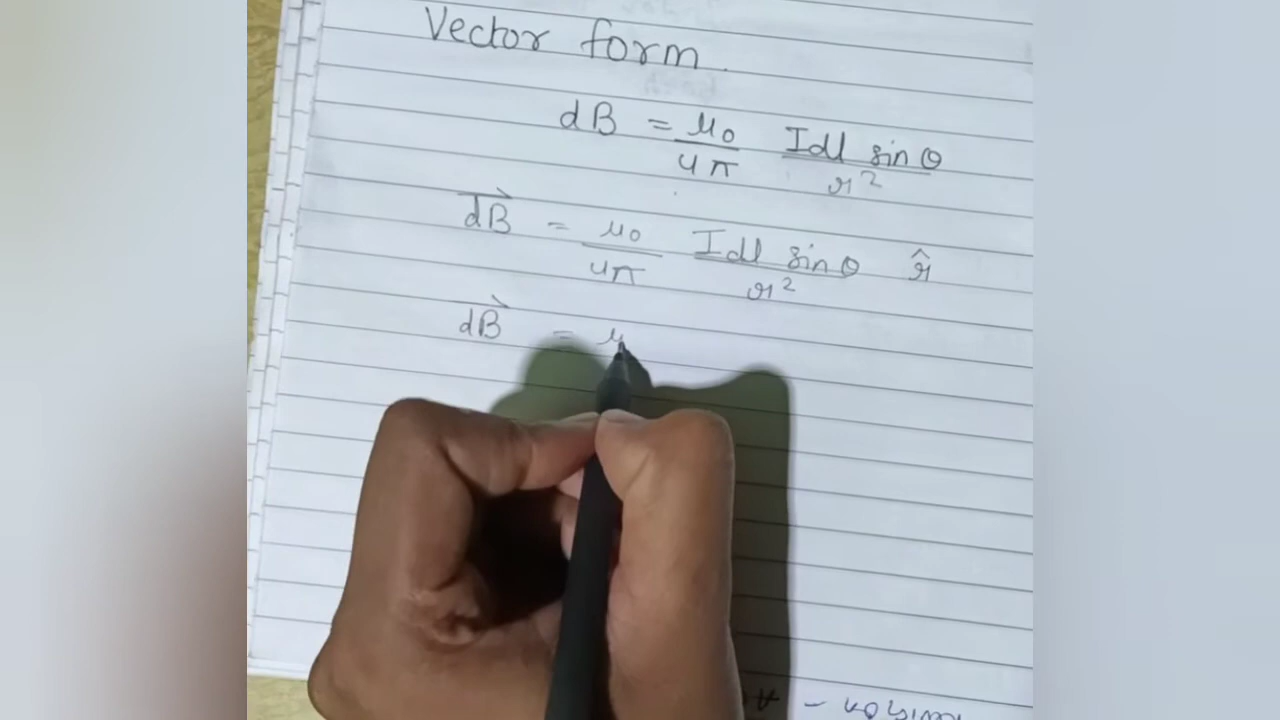 Vector form
dB = μ0/4π Idl sinθ/r²
dB⃗ = μ0/4π Idl sinθ/r² r̂
dB⃗ = μ